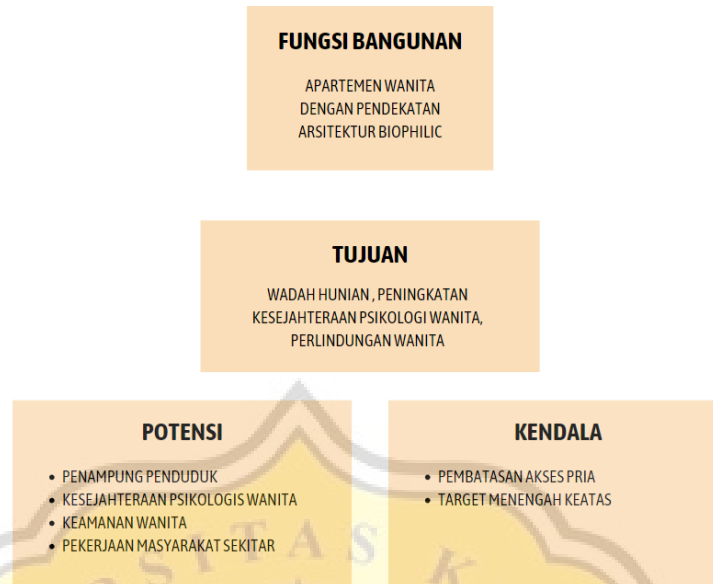 FUNGSI BANGUNAN
APARTEMEN WANITA
DENGAN PENDEKATAN
ARSITEKTUR BIOPHILIC
TUJUAN
WADAH HUNIAN , PENINGKATAN
KESEJAHTERAAN PSIKOLOGI WANITA,
PERLINDUNGAN WANITA
POTENSI
• PENAMPUNG PENDUDUK
• KESEJAHTERAAN PSIKOLOGIS WANITA
• KEAMANAN WANITA
• PEKERJAAN MASYARAKAT SEKITAR
KENDALA
• PEMBATASAN AKSES PRIA
• TARGET MENENGAH KEATAS